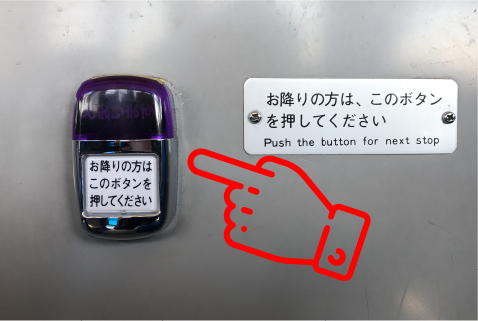 お降りの方は
このボタンを
押してください
お降りの方は、このボタン
を押してください
Push the button for next stop